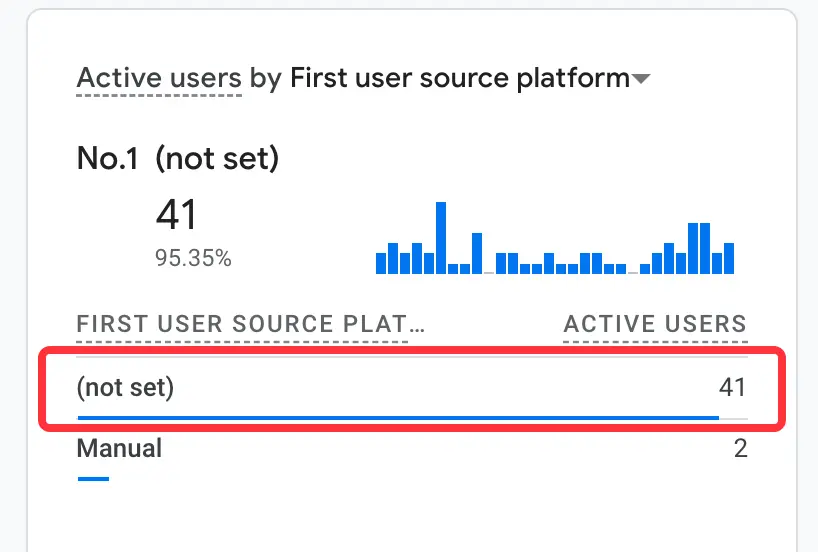 Active users by First user source platform
No.1 (not set)
41
95.35%
FIRST USER SOURCE PLAT... ACTIVE USERS
(not set) 41
Manual 2